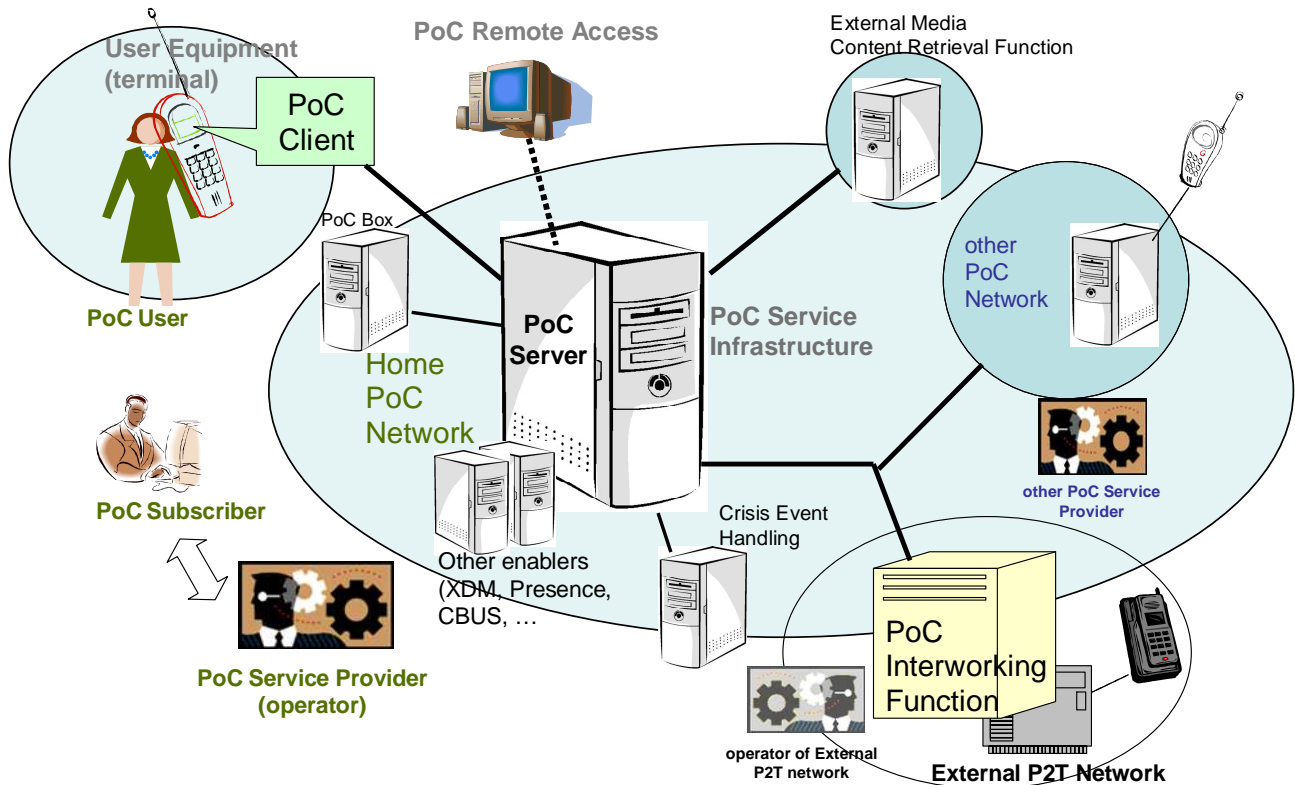 User Equipment
(terminal)
PoC
Client
PoC User
PoC Remote Access
External Media
Content Retrieval Function
PoC Box
PoC
Server
PoC Service
Infrastructure
other
PoC
Network
Home
PoC
Network
other PoC Service
Provider
PoC Subscriber
PoC Service Provider
(operator)
Other enablers
(XDM, Presence,
CBUS, …
Crisis Event
Handling
PoC
Interworking
Function
operator of External
P2T network
External P2T Network